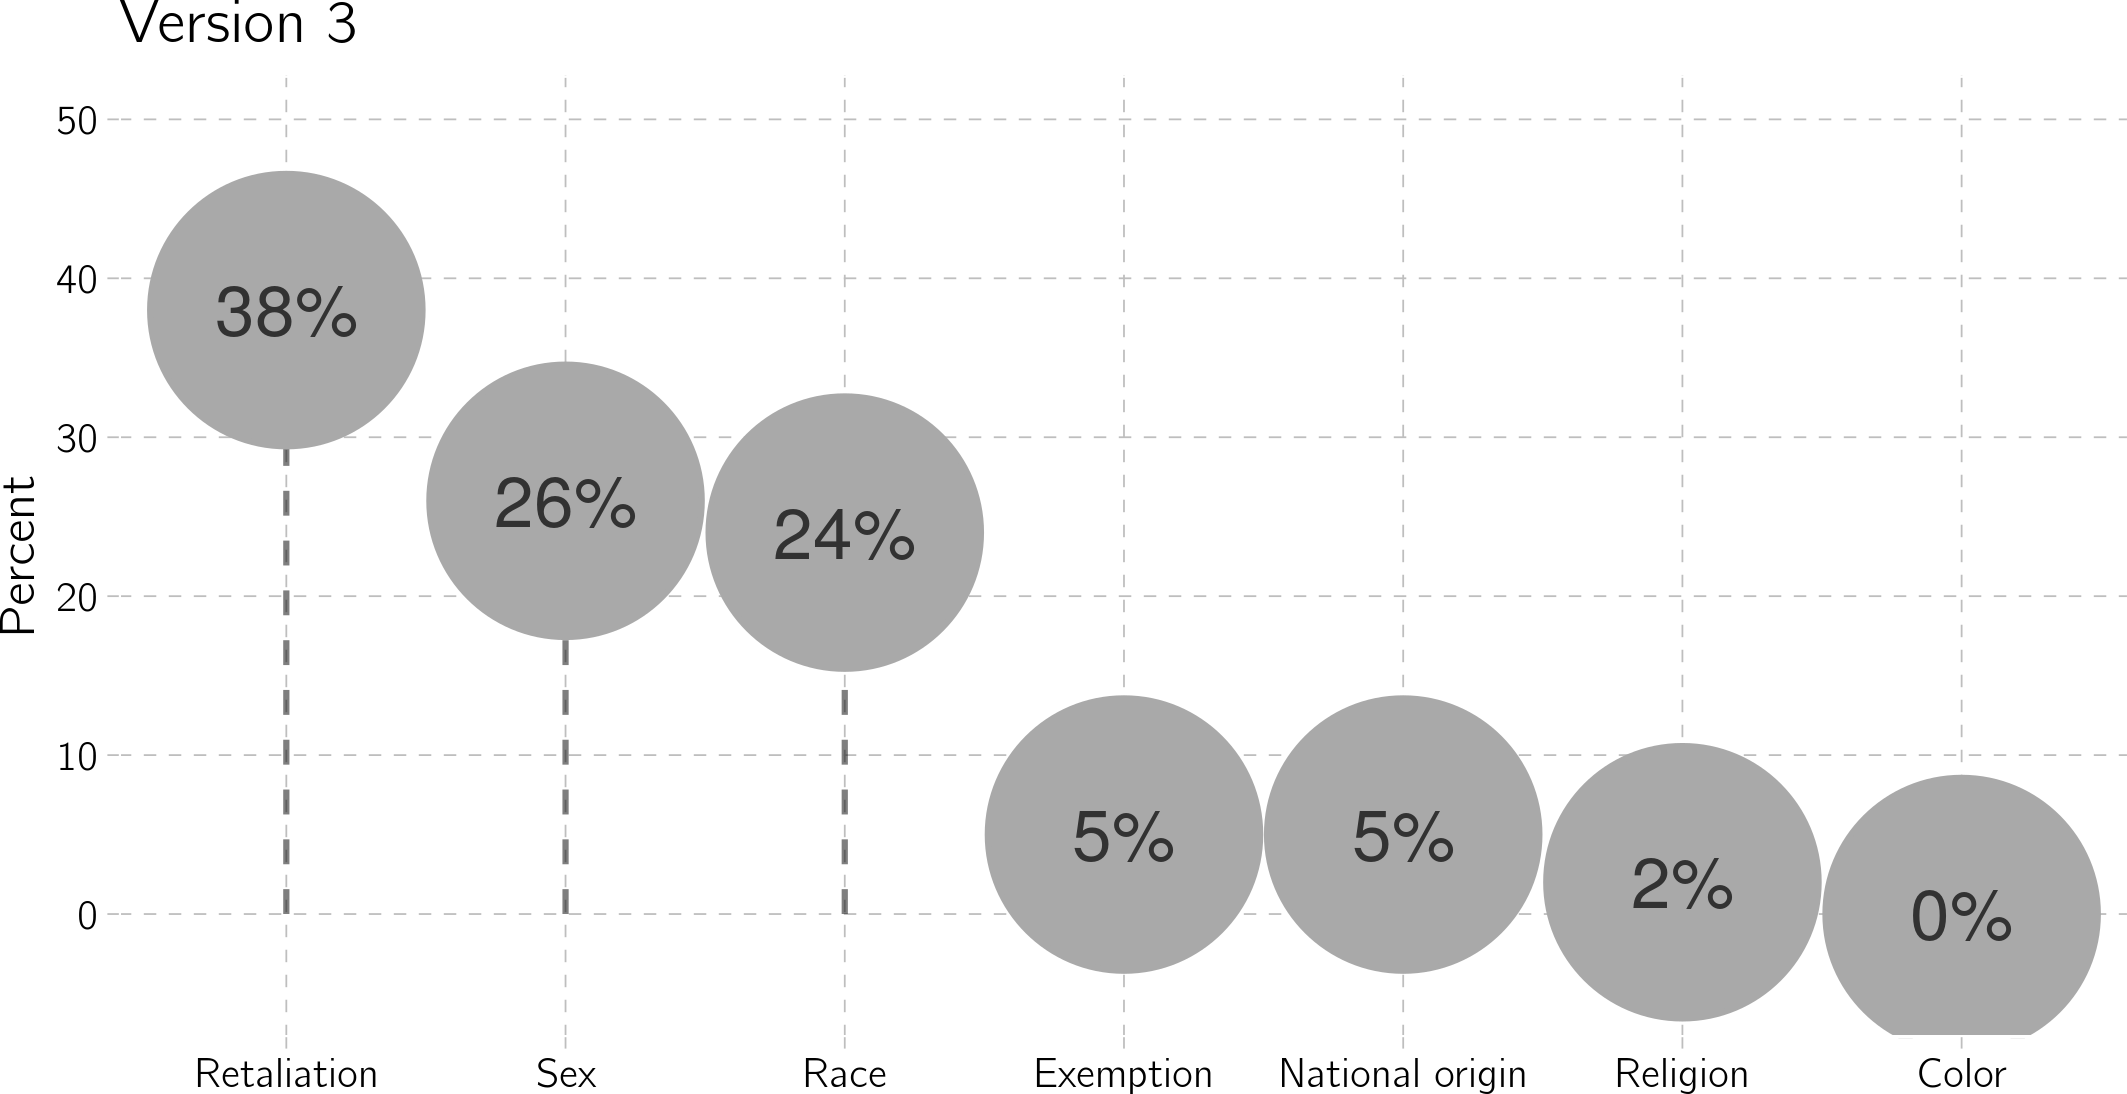 Version 3
Percent
50
40
30
20
10
0
38%
26%
24%
5%
5%
2%
0%
Retaliation
Sex
Race
Exemption
National origin
Religion
Color